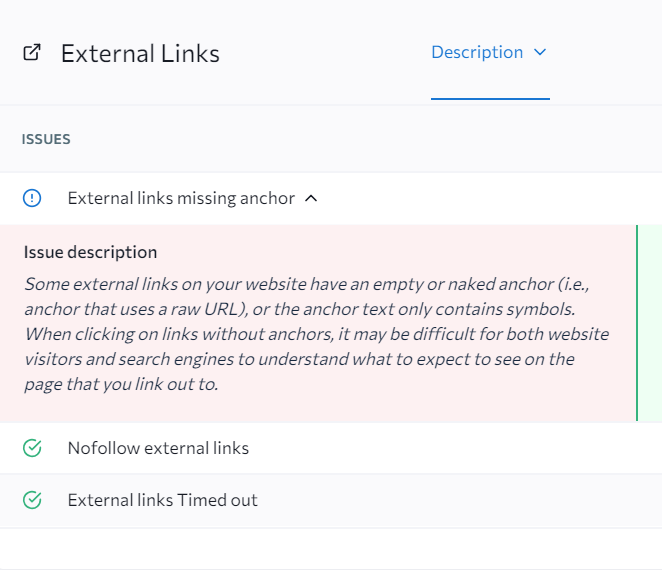 External Links
Description
ISSUES
External links missing anchor
Issue description
Some external links on your website have an empty or naked anchor (i.e.,
anchor that uses a raw URL), or the anchor text only contains symbols.
When clicking on links without anchors, it may be difficult for both website
visitors and search engines to understand what to expect to see on the
page that you link out to.
Nofollow external links
External links Timed out